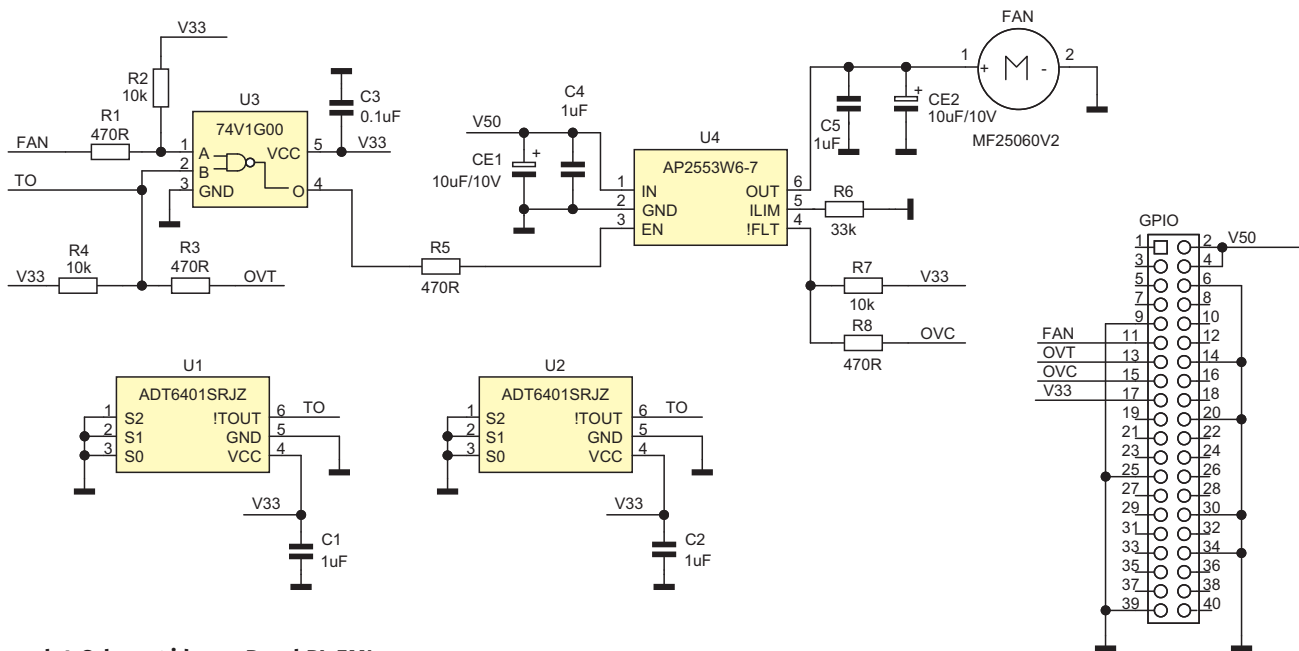 V33
R2
10k
R1
470R
FAN
TO
U3
74V1G00
1
2
3
A
B
GND
VCC
O
5
4
C3
0.1uF
V33
R4
10k
V33
R3
470R
OVT
R5
470R
V50
C4
1uF
CE1
+
10uF/10V
U4
AP2553W6-7
1
2
3
IN
GND
EN
OUT
ILIM
!FLT
6
5
4
R6
33k
R7
10k
V33
R8
470R
OVC
C5
1uF
+
CE2
10uF/10V
FAN
1
+
M
-
2
MF25060V2
U1
ADT6401SRJZ
1 S2 !TOUT 6 TO
2 S1 GND 5
3 S0 VCC 4
V33
C1
1uF
U2
ADT6401SRJZ
1 S2 !TOUT 6 TO
2 S1 GND 5
3 S0 VCC 4
V33
C2
1uF
GPIO
1 2 V50
3 4
5 6
7 8
9 10
FAN 11 12
OVT 13 14
OVC 15 16
V33 17 18
19 20
21 22
23 24
25 26
27 28
29 30
31 32
33 34
35 36
37 38
39 40